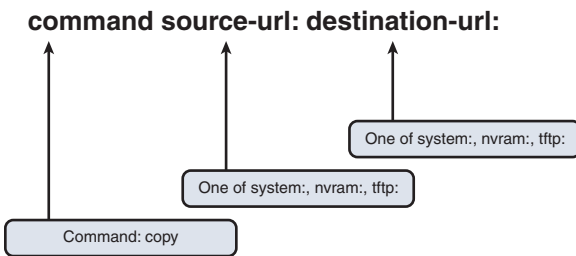 command source-url: destination-url:
One of system:, nvram:, tftp:
One of system:, nvram:, tftp:
Command: copy